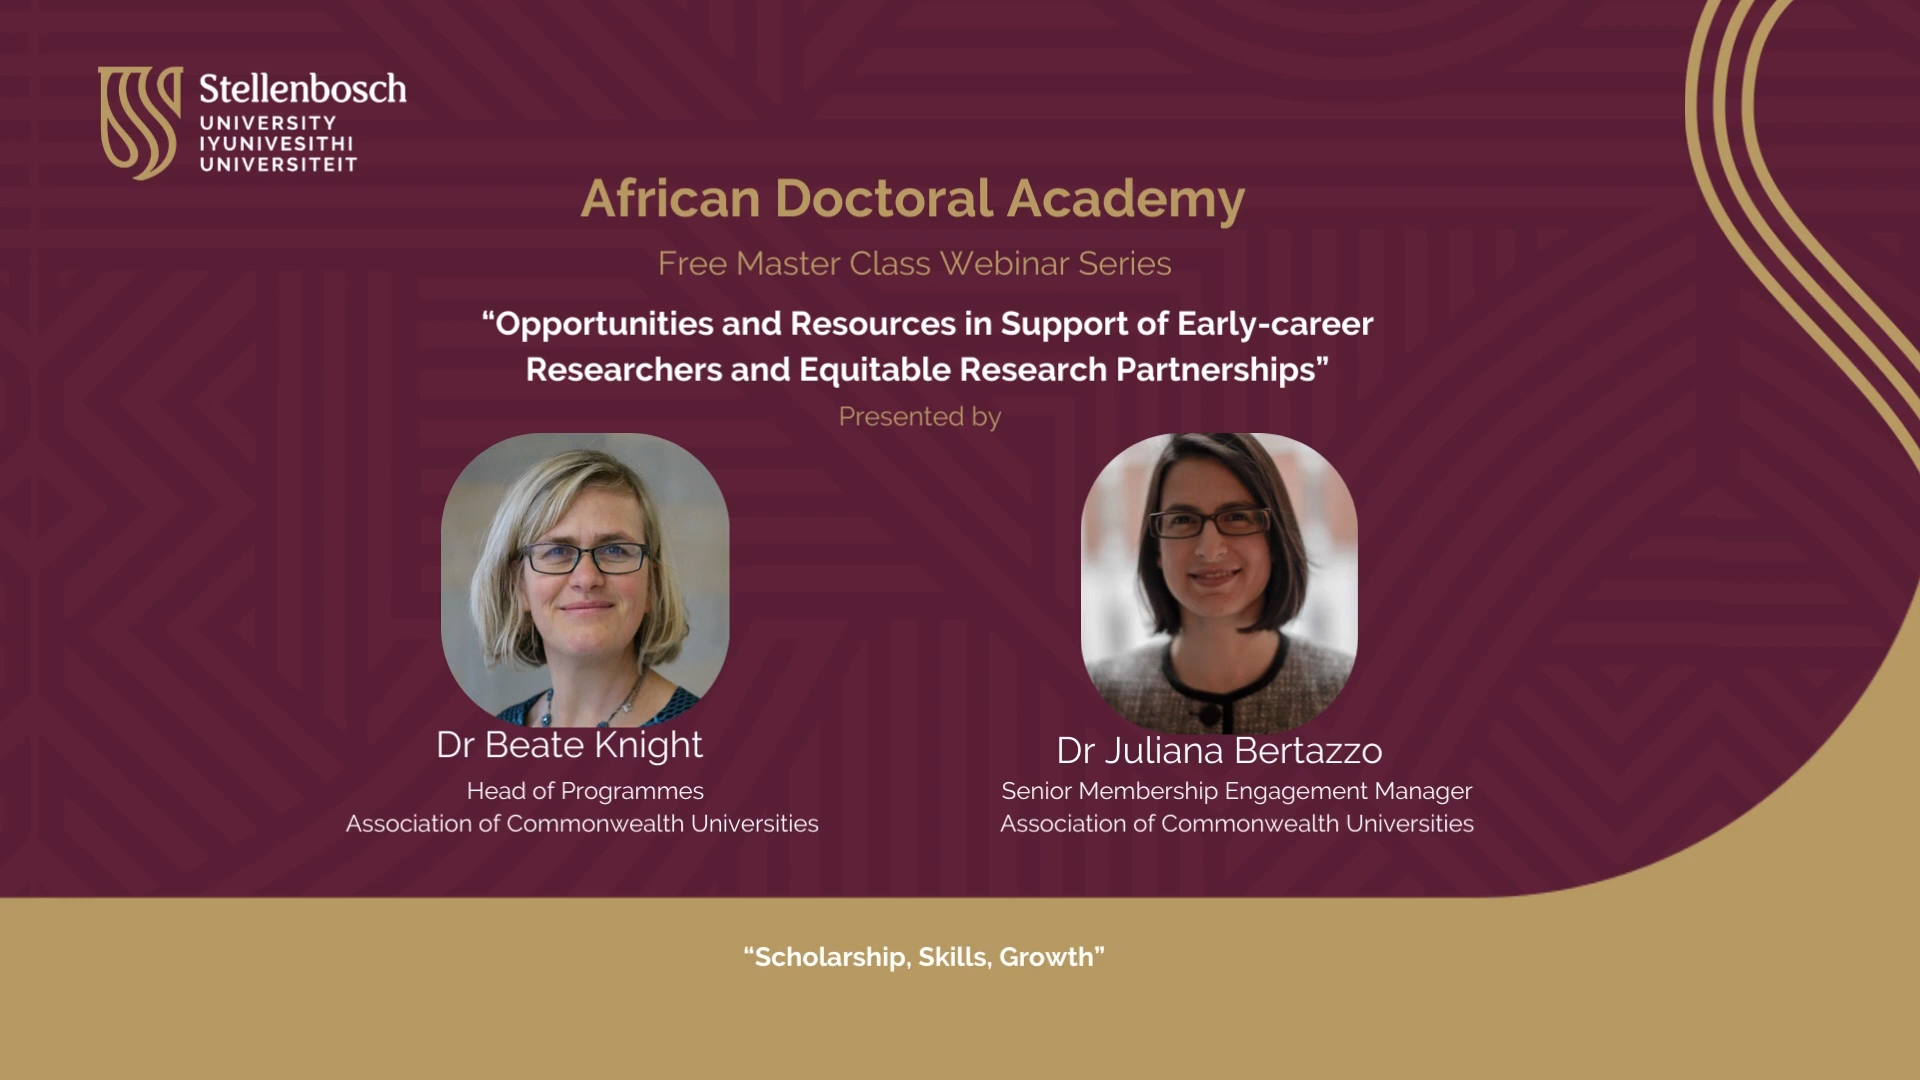 Stellenbosch
UNIVERSITY
IYUNIVESITHI
UNIVERSITEIT
African Doctoral Academy
Free Master Class Webinar Series
“Opportunities and Resources in Support of Early-career
Researchers and Equitable Research Partnerships”
Presented by
Dr Beate Knight
Head of Programmes
Association of Commonwealth Universities
Dr Juliana Bertazzo
Senior Membership Engagement Manager
Association of Commonwealth Universities
“Scholarship, Skills, Growth”